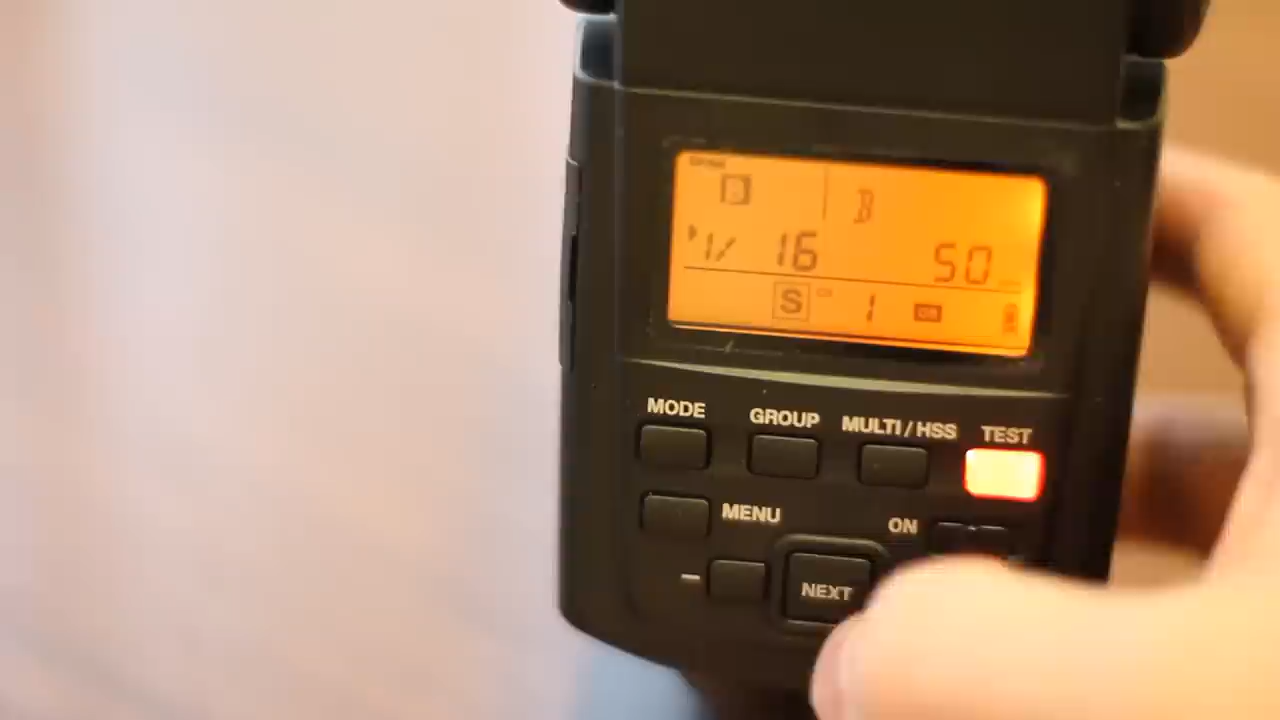 B B
1/ 16 50
S 1
MODE GROUP MULTI/HSS TEST
MENU ON
– NEXT